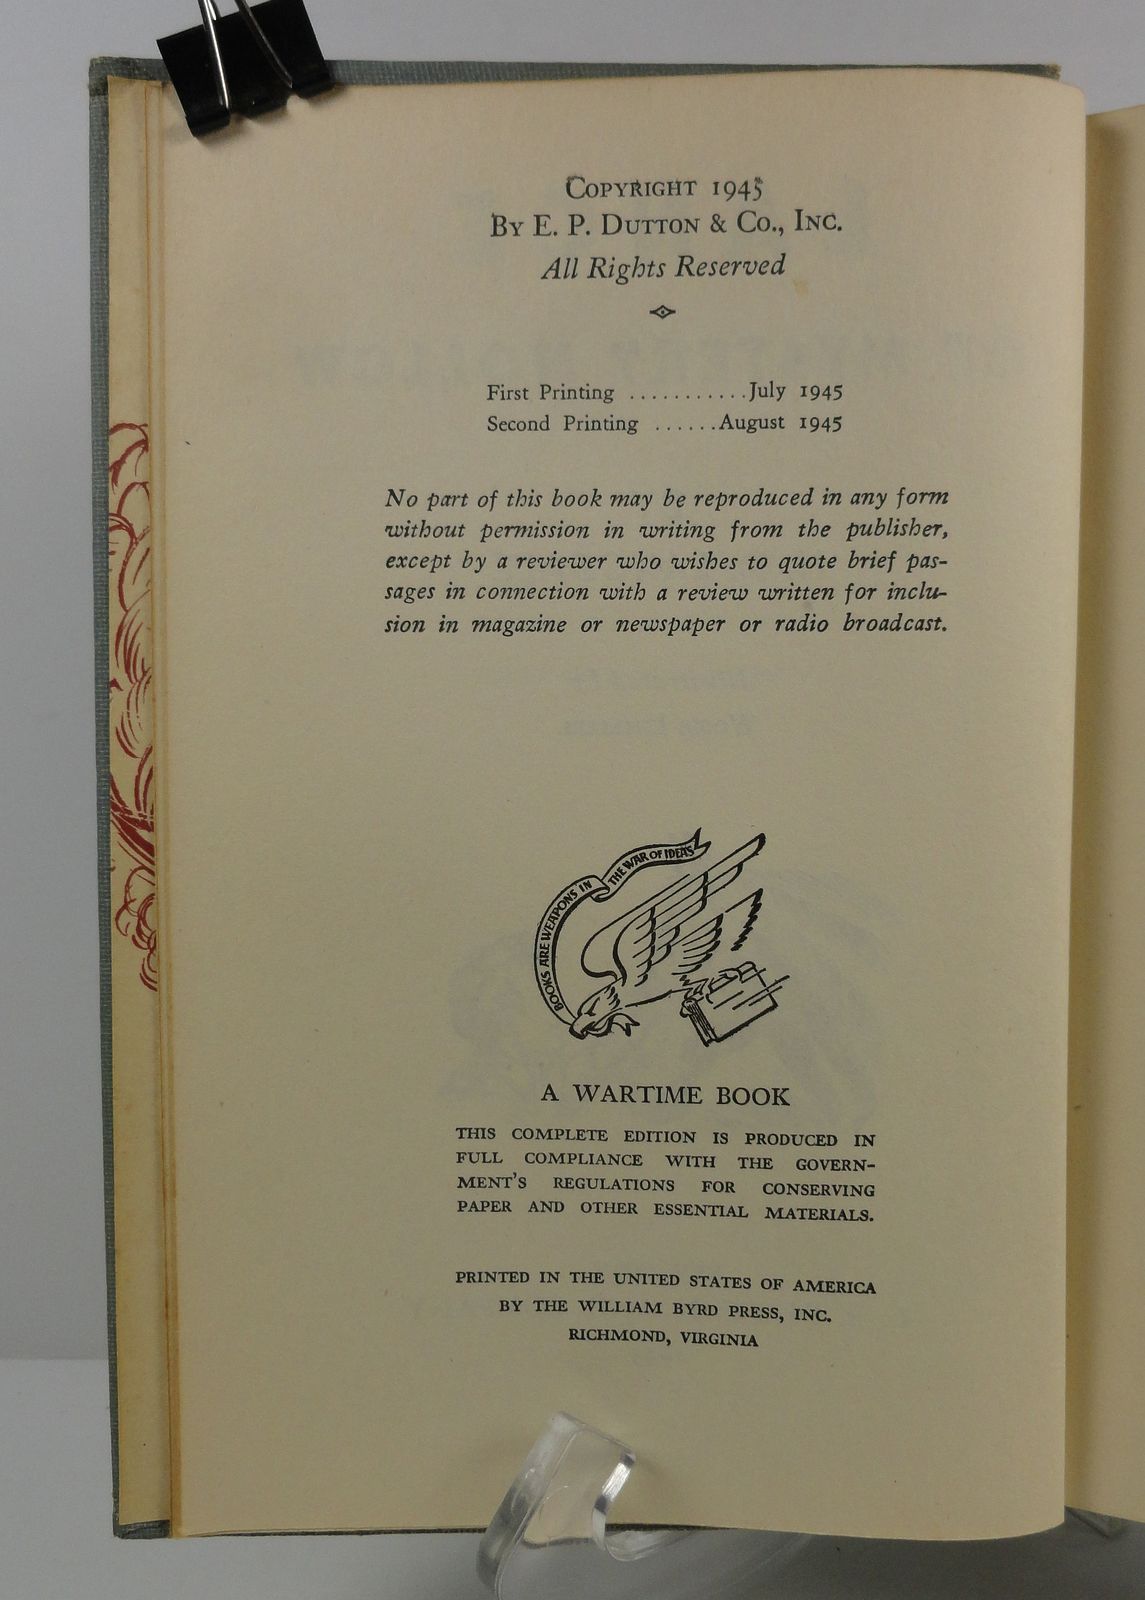 COPYRIGHT 1945
BY E. P. DUTTON & CO., INC.
All Rights Reserved
First Printing ...........July 1945
Second Printing ......August 1945
No part of this book may be reproduced in any form
without permission in writing from the publisher,
except by a reviewer who wishes to quote brief pas-
sages in connection with a review written for inclu-
sion in magazine or newspaper or radio broadcast.
BOOKS ARE WEAPONS IN THE WAR OF IDEAS
A WARTIME BOOK
THIS COMPLETE EDITION IS PRODUCED IN
FULL COMPLIANCE WITH THE GOVERN-
MENT'S REGULATIONS FOR CONSERVING
PAPER AND OTHER ESSENTIAL MATERIALS.
PRINTED IN THE UNITED STATES OF AMERICA
BY THE WILLIAM BYRD PRESS, INC.
RICHMOND, VIRGINIA